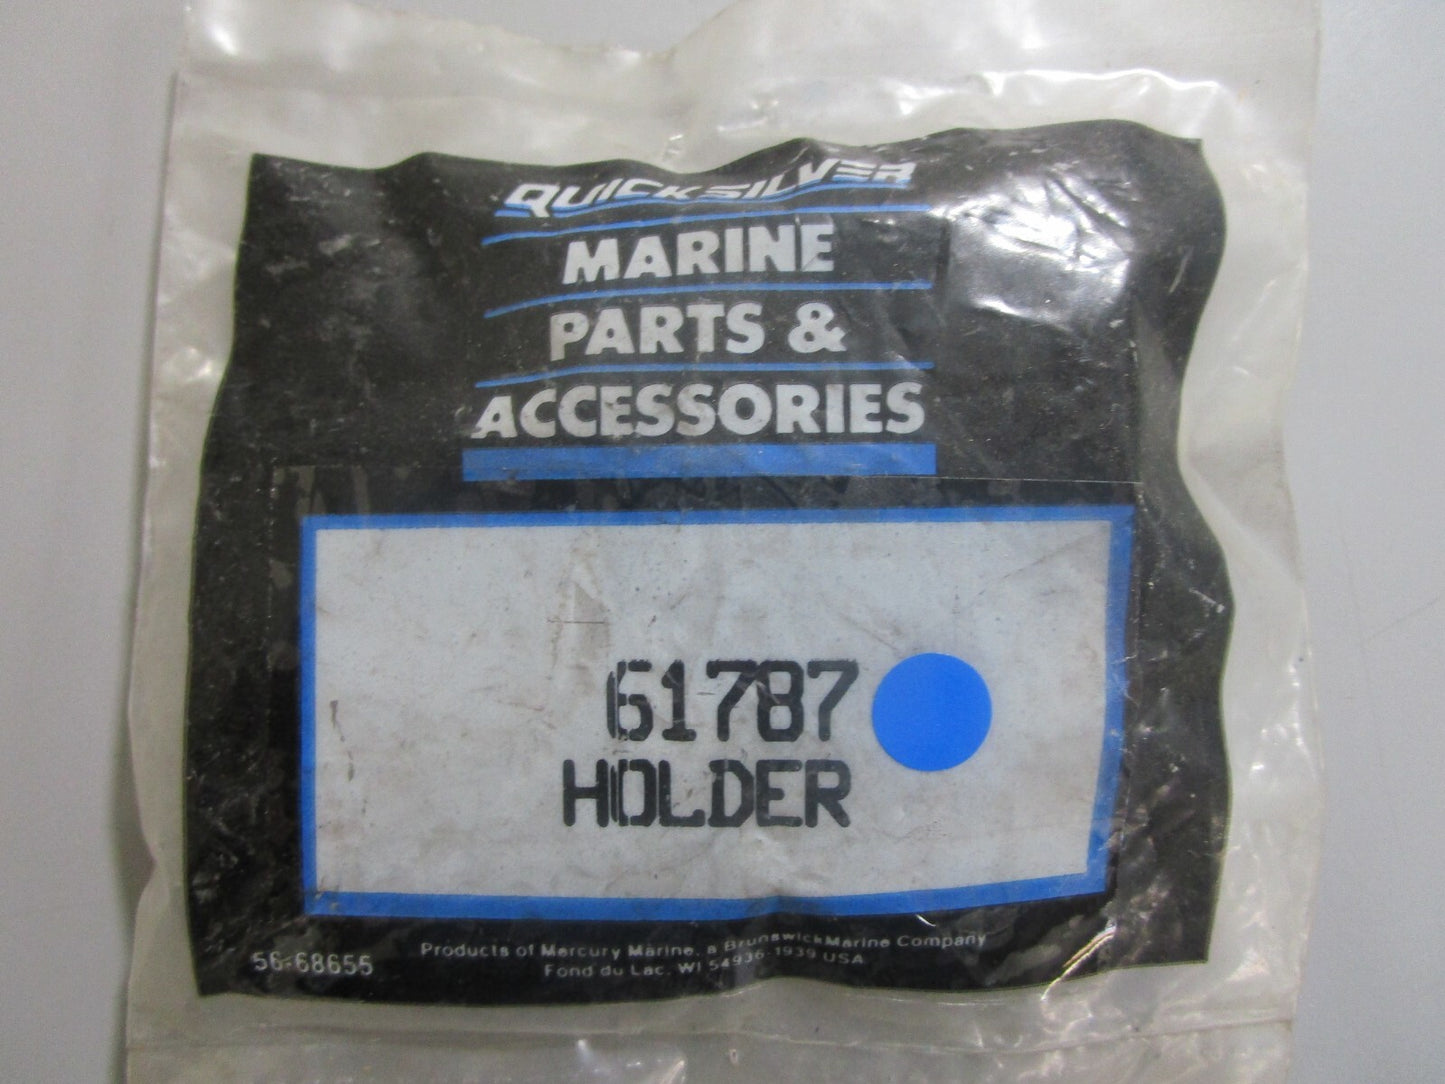 QUICKSILVER
MARINE
PARTS &
ACCESSORIES
61787
HOLDER
56-68655
Products of Mercury Marine, a Brunswick Marine Company
Fond du Lac, WI 54936-1939 USA